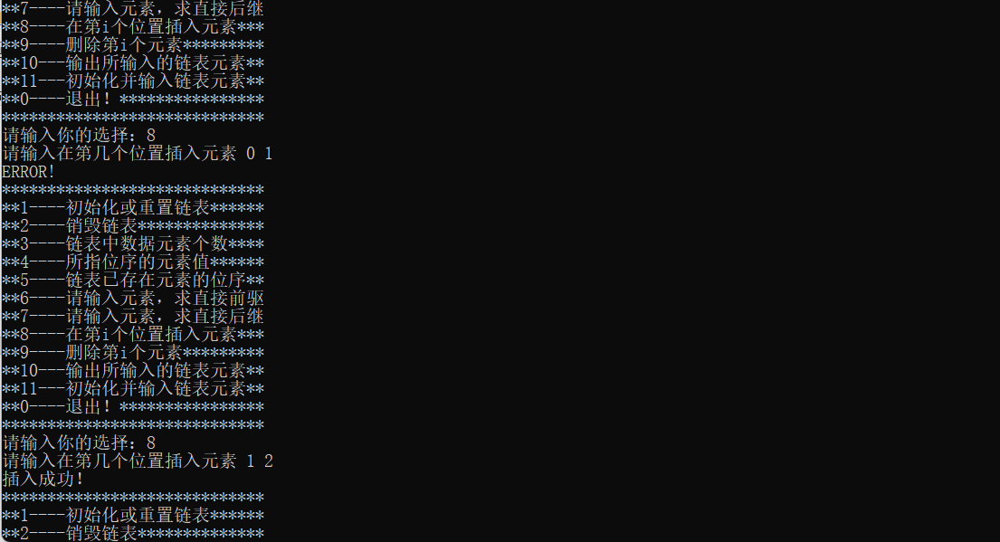 **7----请输入元素，求直接后继
**8----在第i个位置插入元素***
**9----删除第i个元素*********
**10---输出所输入的链表元素**
**11---初始化并输入链表元素**
**0----退出！****************
*****************************
请输入你的选择：8
请输入在第几个位置插入元素 0 1
ERROR!
*****************************
**1----初始化或重置链表******
**2----销毁链表**************
**3----链表中数据元素个数****
**4----所指位序的元素值******
**5----链表已存在元素的位序**
**6----请输入元素，求直接前驱
**7----请输入元素，求直接后继
**8----在第i个位置插入元素***
**9----删除第i个元素*********
**10---输出所输入的链表元素**
**11---初始化并输入链表元素**
**0----退出！****************
*****************************
请输入你的选择：8
请输入在第几个位置插入元素 1 2
插入成功！
*****************************
**1----初始化或重置链表******
**2----销毁链表**************